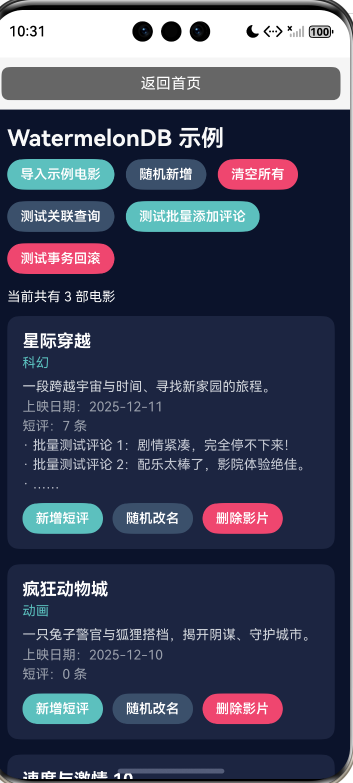 10:31
100
返回首页
WatermelonDB 示例
导入示例电影 随机新增 清空所有
测试关联查询 测试批量添加评论
测试事务回滚
当前共有 3 部电影
星际穿越
科幻
一段跨越宇宙与时间、寻找新家园的旅程。
上映日期：2025-12-11
短评：7 条
· 批量测试评论 1：剧情紧凑，完全停不下来！
· 批量测试评论 2：配乐太棒了，影院体验绝佳。
· ……
新增短评 随机改名 删除影片
疯狂动物城
动画
一只兔子警官与狐狸搭档，揭开阴谋、守护城市。
上映日期：2025-12-10
短评：0 条
新增短评 随机改名 删除影片
速度与激情 10